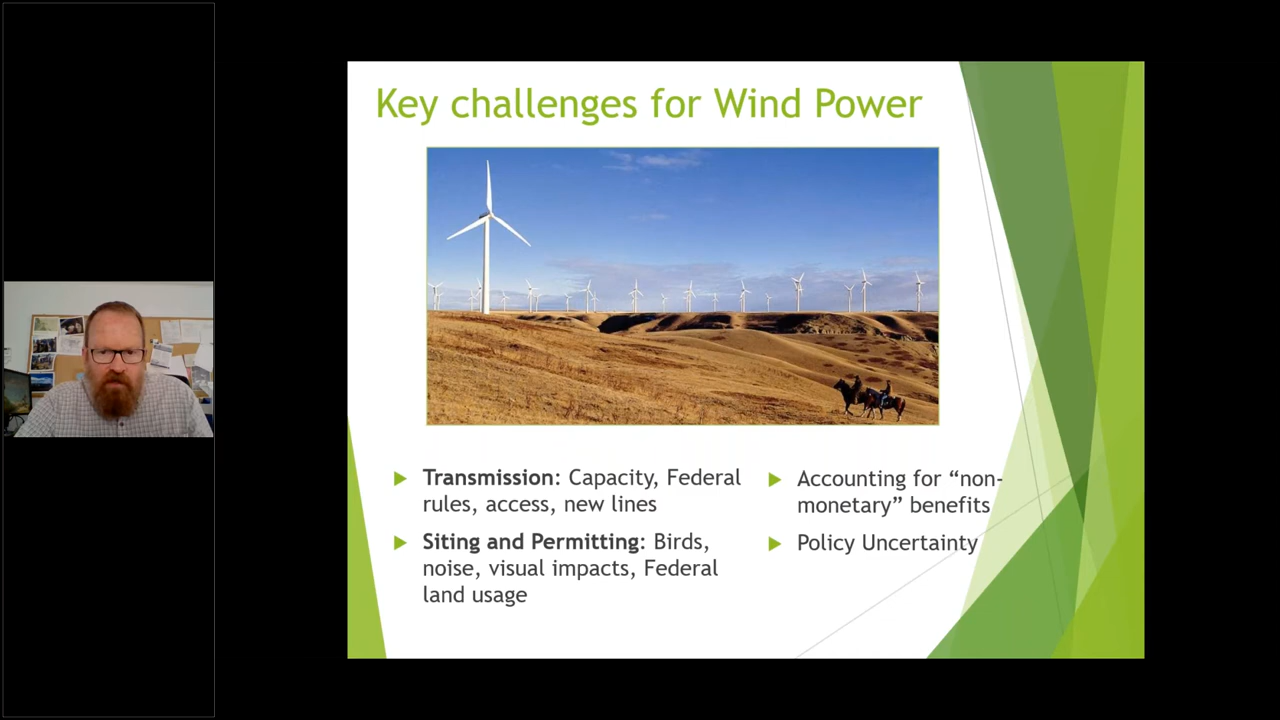 Key challenges for Wind Power
Transmission: Capacity, Federal
rules, access, new lines
Siting and Permitting: Birds,
noise, visual impacts, Federal
land usage
Accounting for “non-
monetary” benefits
Policy Uncertainty